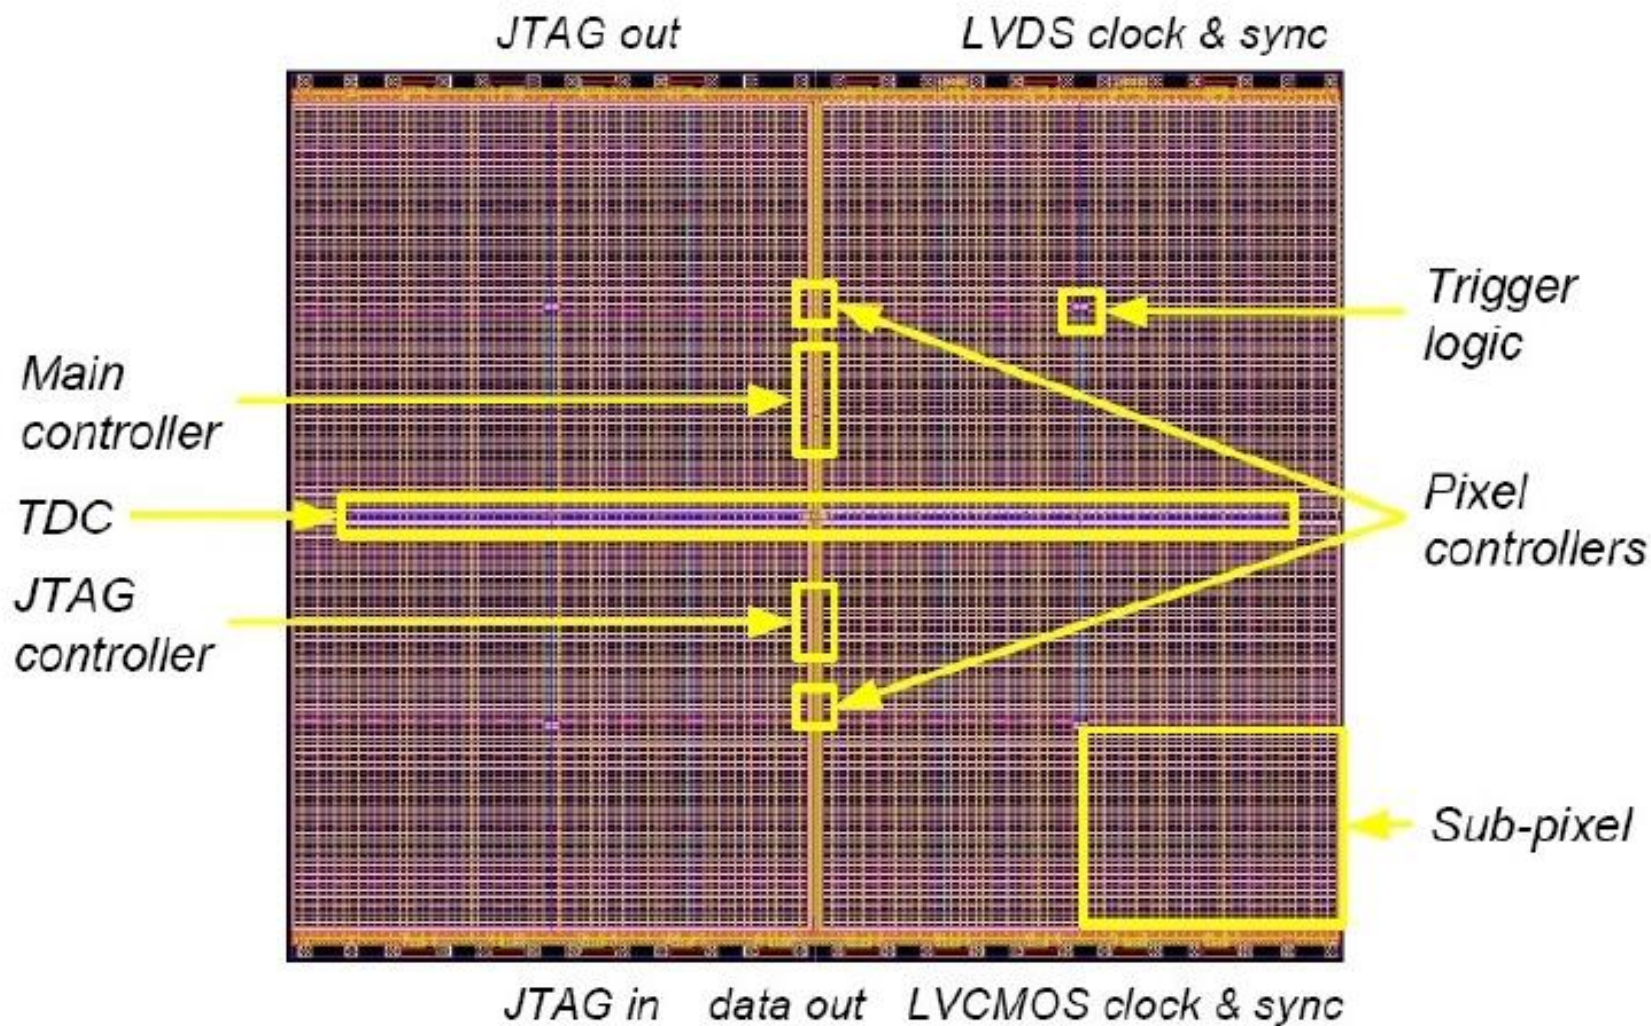 JTAG out
LVDS clock & sync
Trigger
logic
Main
controller
Pixel
controllers
TDC
JTAG
controller
Sub-pixel
JTAG in
data out
LVCMOS clock & sync